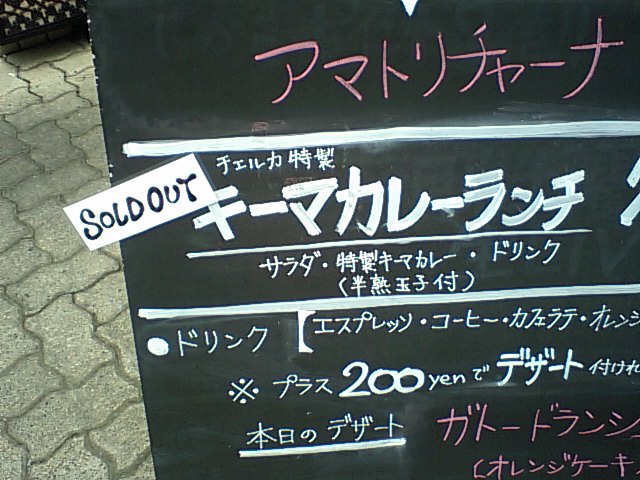 アマトリチャーナ
チェルカ特製
SOLD OUT
キーマカレーランチ
サラダ・特製キーマカレー・ドリンク
(半熟玉子付)
●ドリンク【エスプレッソ・コーヒー・カフェラテ・オレンジ
※ プラス200yenでデザート付けれ
本日のデザート ガトードランジュ
(オレンジケーキ